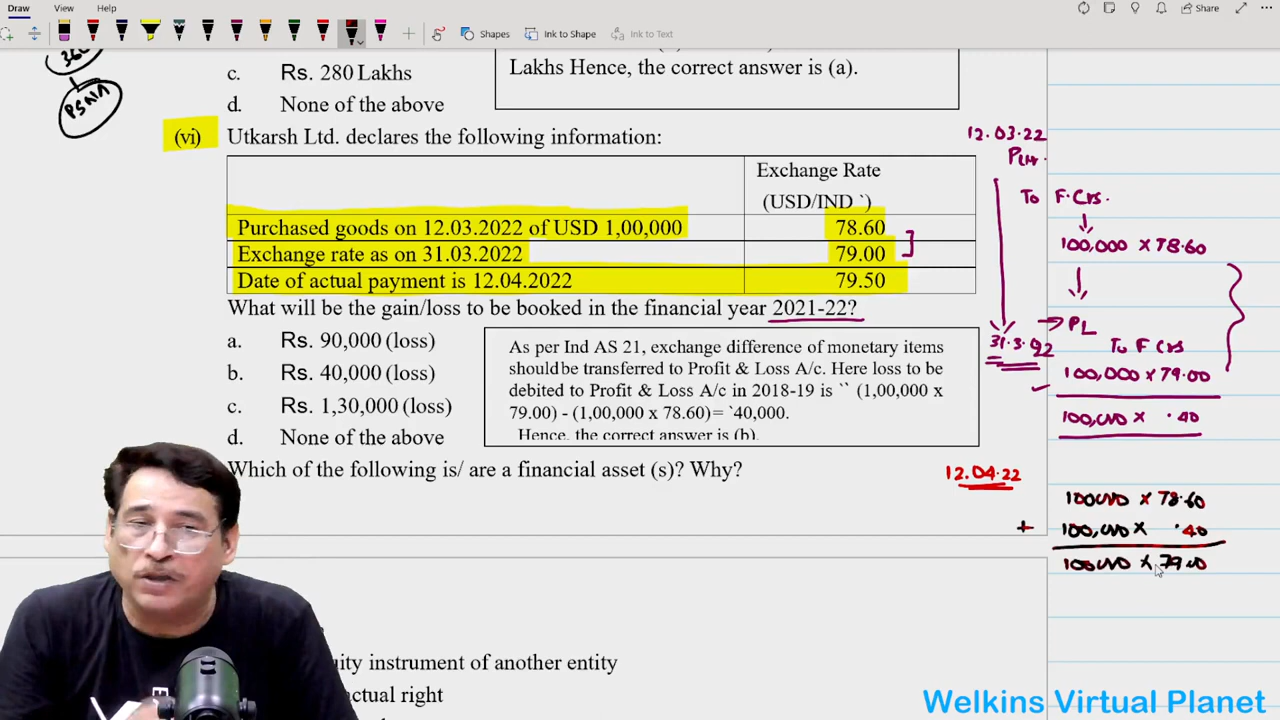 Draw View Help
Share
Shapes Ink to Shape Ink to Text
c. Rs. 280 Lakhs
d. None of the above
Lakhs Hence, the correct answer is (a).
(vi) Utkarsh Ltd. declares the following information:
Exchange Rate
(USD/IND `)
Purchased goods on 12.03.2022 of USD 1,00,000 78.60
Exchange rate as on 31.03.2022 79.00
Date of actual payment is 12.04.2022 79.50
What will be the gain/loss to be booked in the financial year 2021-22?
a. Rs. 90,000 (loss)
b. Rs. 40,000 (loss)
c. Rs. 1,30,000 (loss)
d. None of the above
As per Ind AS 21, exchange difference of monetary items
should be transferred to Profit & Loss A/c. Here loss to be
debited to Profit & Loss A/c in 2018-19 is `` (1,00,000 x
79.00) - (1,00,000 x 78.60)= `40,000.
Hence, the correct answer is (b).
Which of the following is/ are a financial asset (s)? Why?
12.03.22
To F. Crs.
100,000 x 78.60
PL
To F Crs
100,000 x 79.00
100,000 x .40
12.04.22
100000 x 78.60
+ 100,000 x .40
100000 x 79.00
uity instrument of another entity
actual right
Welkins Virtual Planet